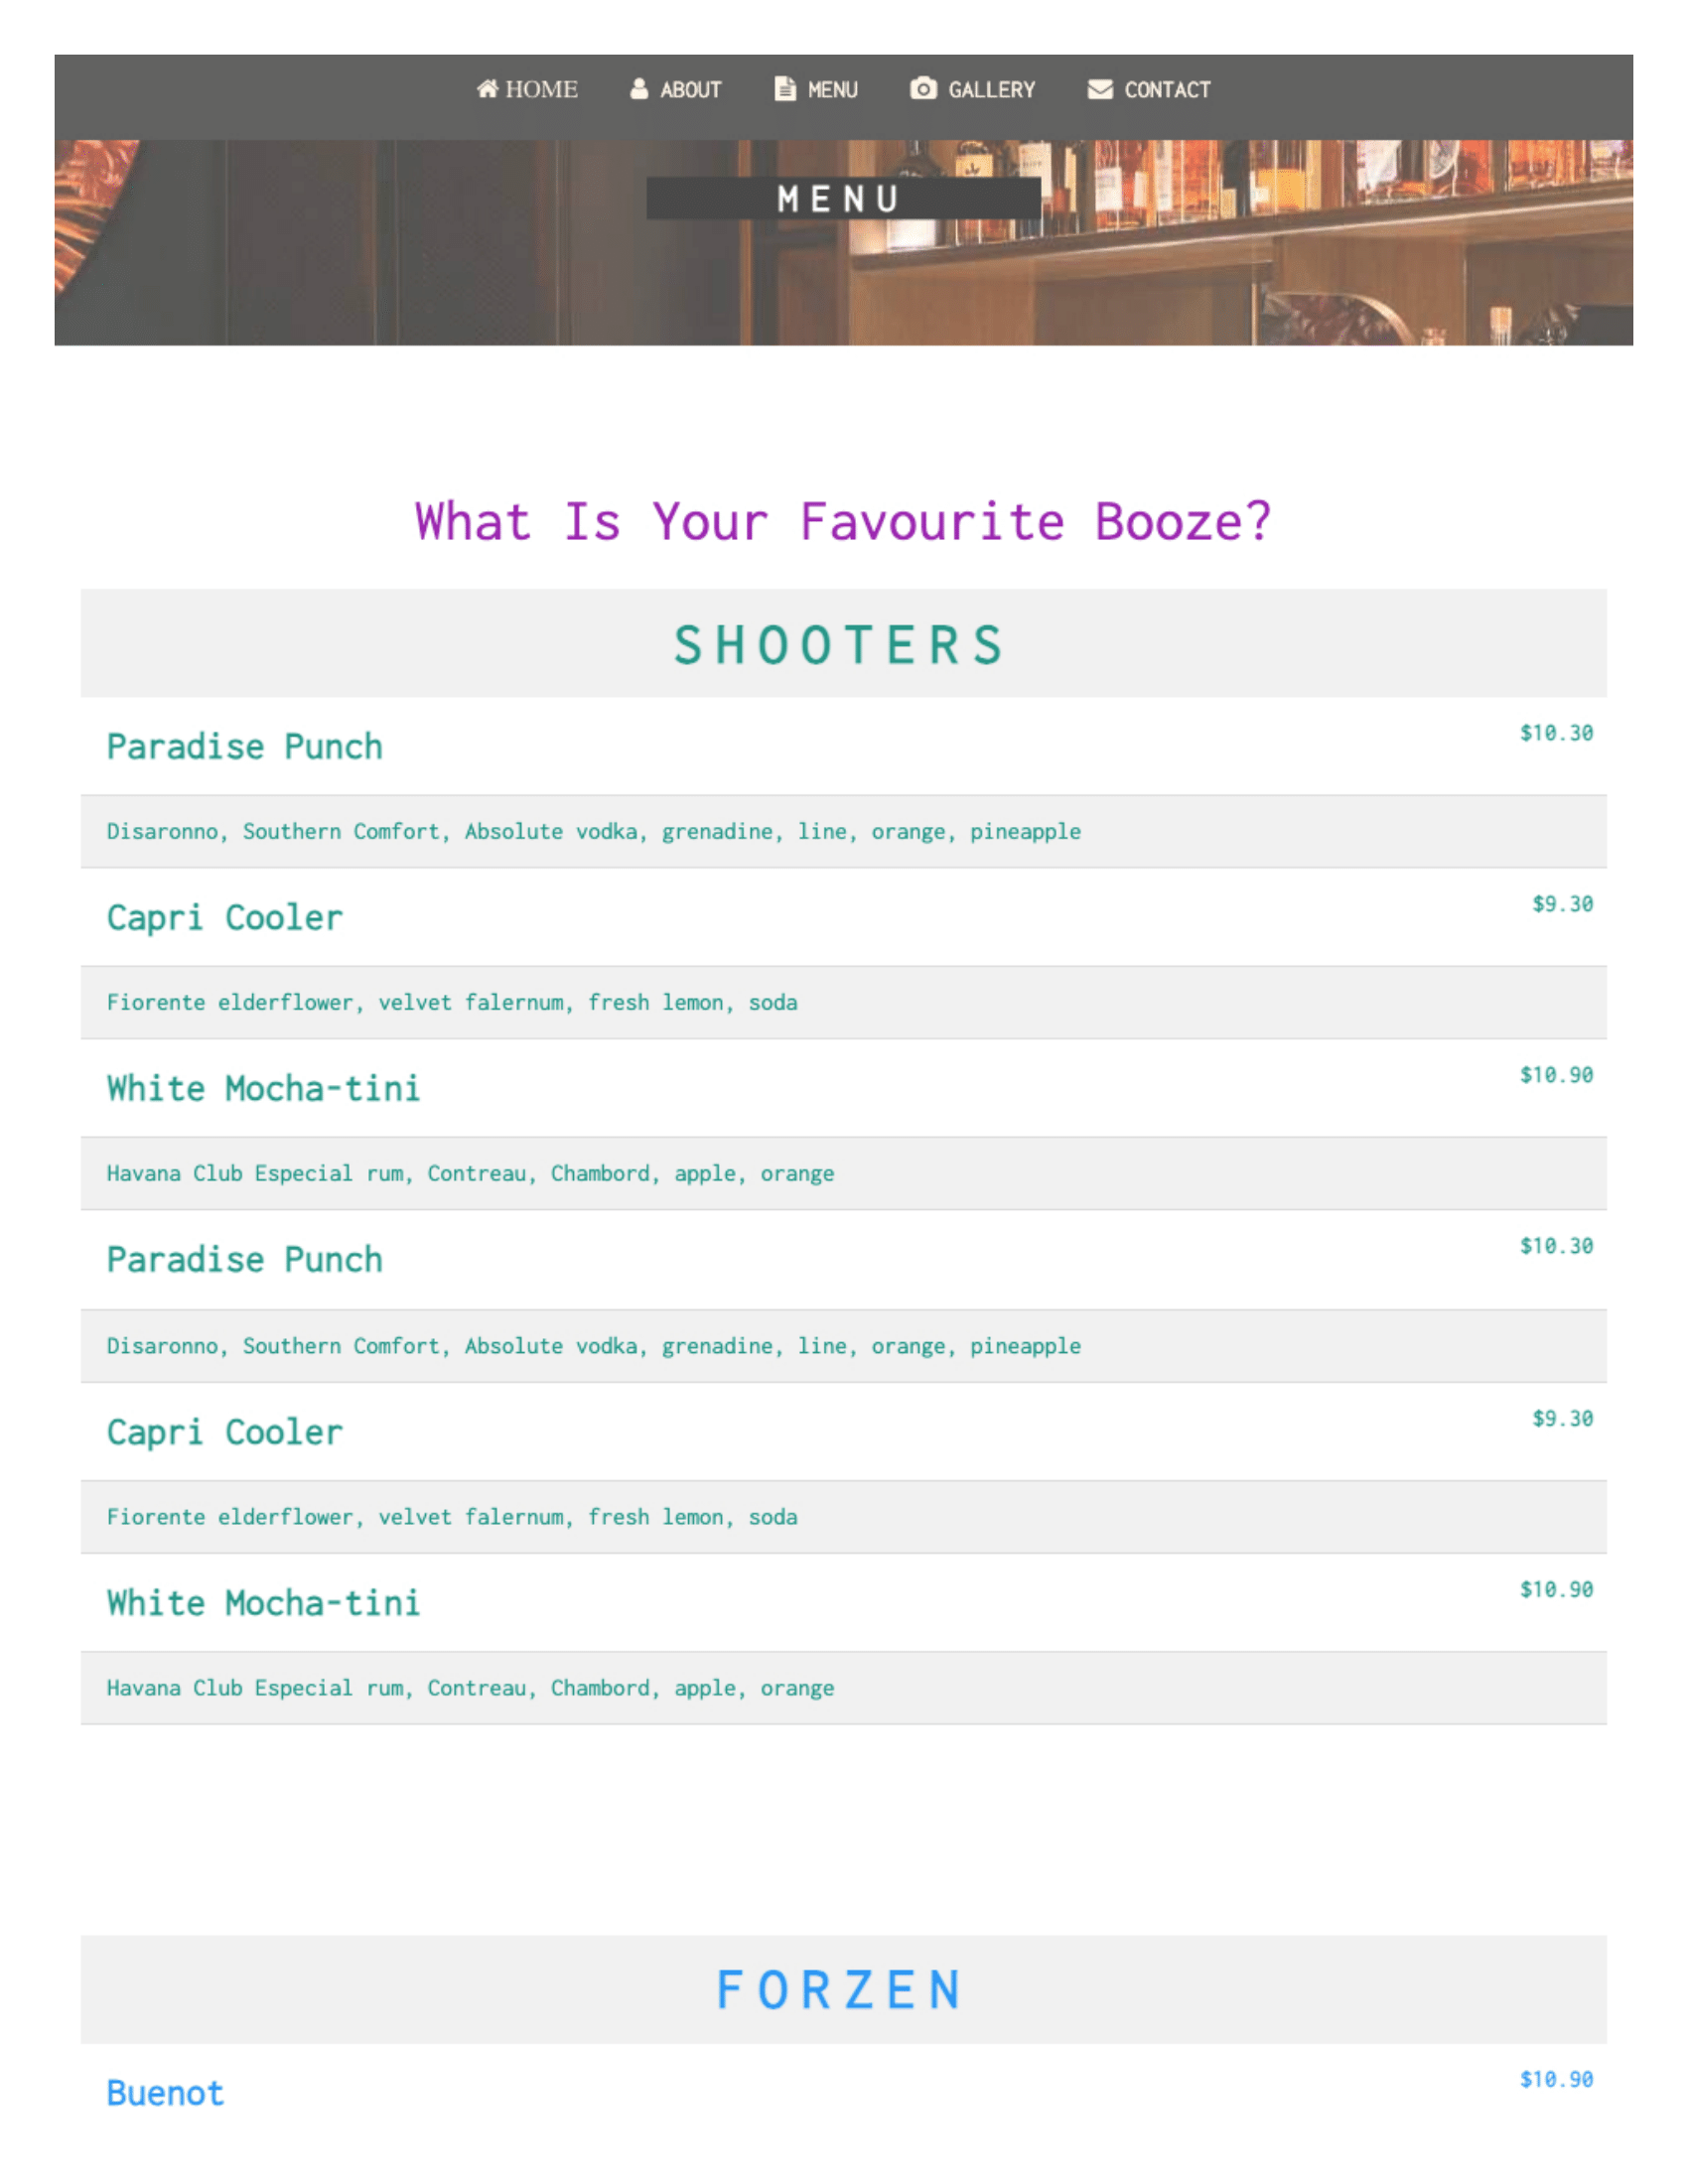 HOME ABOUT MENU GALLERY CONTACT
MENU
What Is Your Favourite Booze?
SHOOTERS
Paradise Punch $10.30
Disaronno, Southern Comfort, Absolute vodka, grenadine, line, orange, pineapple
Capri Cooler $9.30
Fiorente elderflower, velvet falernum, fresh lemon, soda
White Mocha-tini $10.90
Havana Club Especial rum, Contreau, Chambord, apple, orange
Paradise Punch $10.30
Disaronno, Southern Comfort, Absolute vodka, grenadine, line, orange, pineapple
Capri Cooler $9.30
Fiorente elderflower, velvet falernum, fresh lemon, soda
White Mocha-tini $10.90
Havana Club Especial rum, Contreau, Chambord, apple, orange
FORZEN
Buenot $10.90